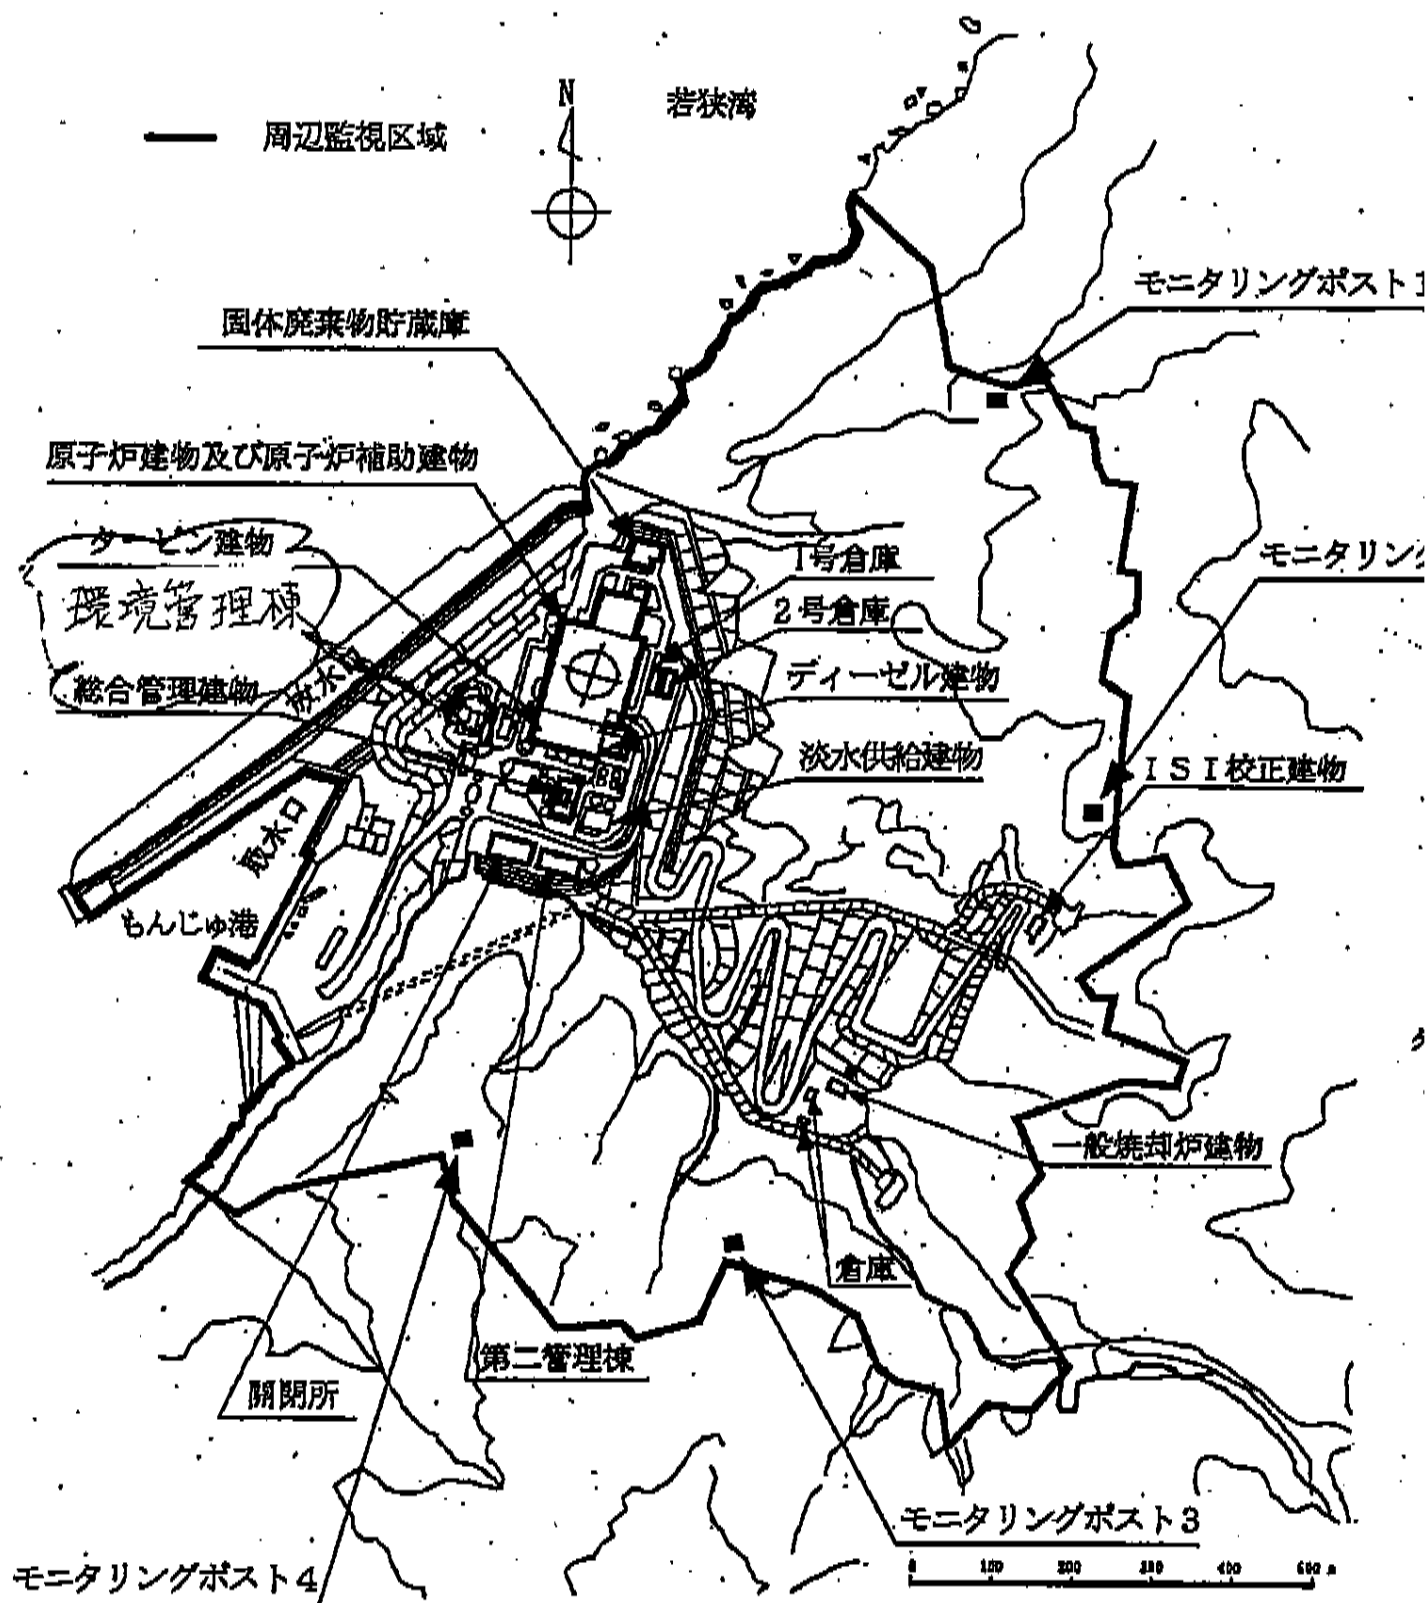 N
若狭湾
周辺監視区域
モニタリングポスト1
固体廃棄物貯蔵庫
原子炉建物及び原子炉補助建物
タービン建物
1号倉庫
モニタリング
環境管理棟
2号倉庫
総合管理建物
ディーゼル建物
淡水供給建物
ISI校正建物
取水口
もんじゅ港
一般焼却炉建物
倉庫
第二管理棟
開閉所
モニタリングポスト3
モニタリングポスト4
0 100 200 300 400 500 m